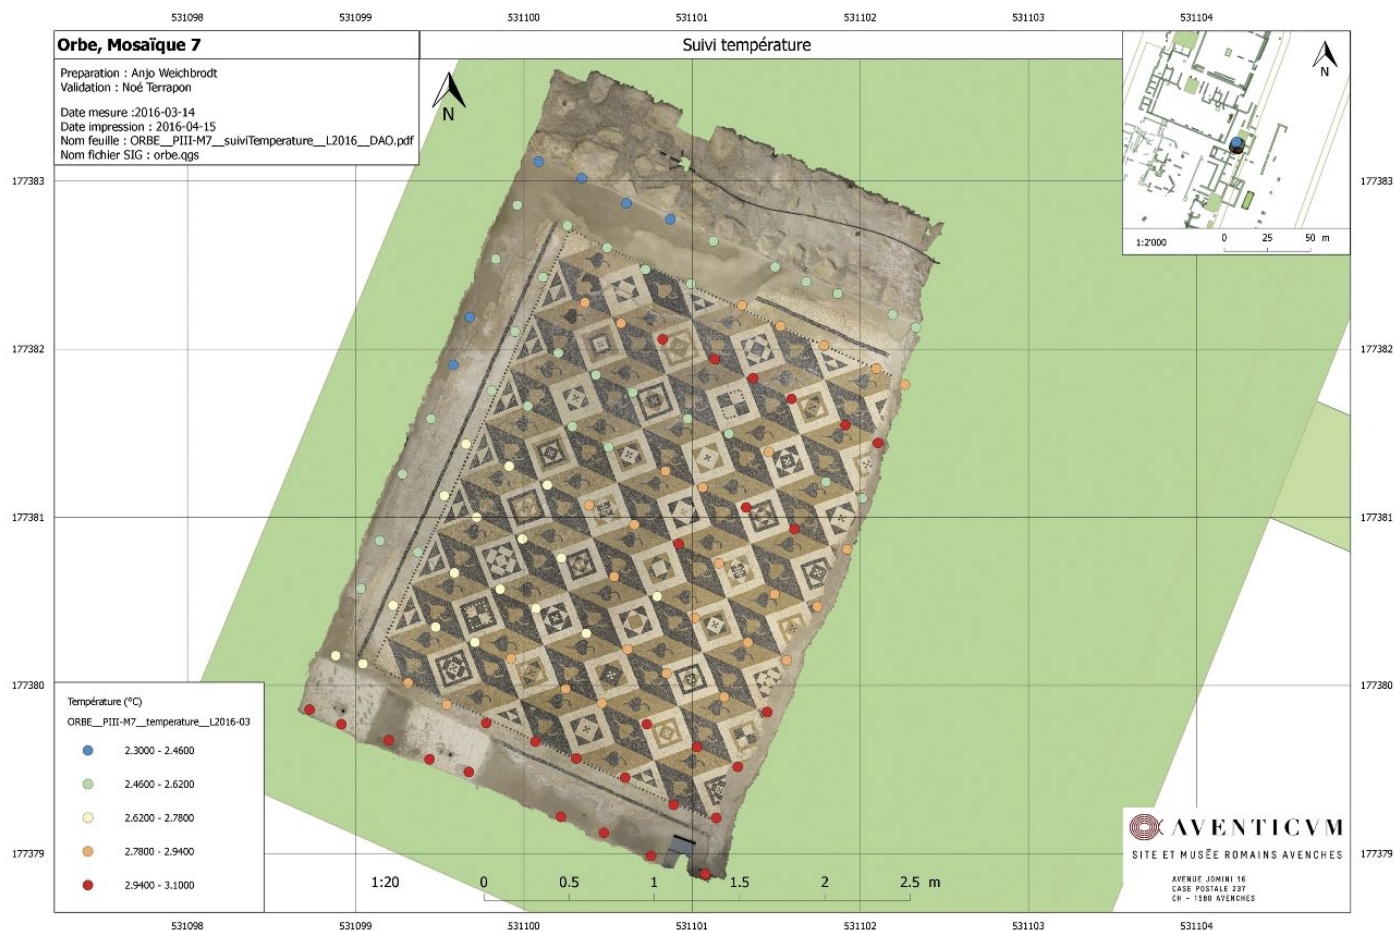 531098 531099 531100 531101 531102 531103 531104
Orbe, Mosaïque 7
Suivi température
Preparation : Anjo Weichbrodt
Validation : Noé Terrapon
Date mesure :2016-03-14
Date impression : 2016-04-15
Nom feuille : ORBE__PIII-M7__suiviTemperature__L2016__DAO.pdf
Nom fichier SIG : orbe.qgs
N
N
1:2'000 0 25 50 m
177383 177383
177382 177382
177381 177381
177380 177380
177379 177379
Température (°C)
ORBE__PIII-M7__temperature__L2016-03
2.3000 - 2.4600
2.4600 - 2.6200
2.6200 - 2.7800
2.7800 - 2.9400
2.9400 - 3.1000
1:20 0 0.5 1 1.5 2 2.5 m
AVENTICVM
SITE ET MUSÉE ROMAINS AVENCHES
AVENUE JOMINI 16
CASE POSTALE 237
CH - 1580 AVENCHES
531098 531099 531100 531101 531102 531103 531104